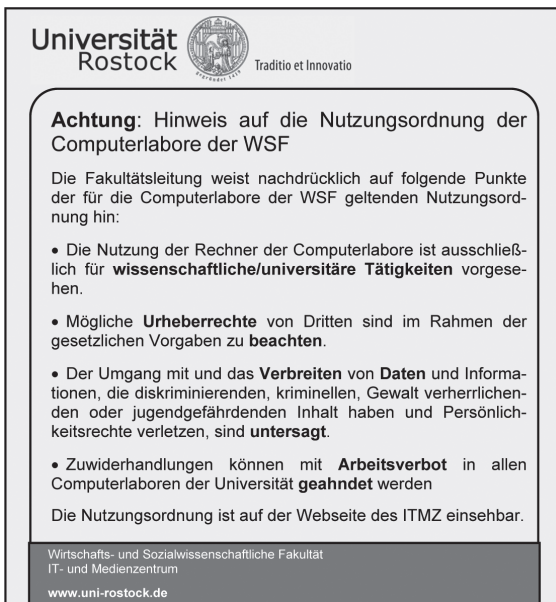 Universität
Rostock
Traditio et Innovatio
Achtung: Hinweis auf die Nutzungsordnung der
Computerlabore der WSF
Die Fakultätsleitung weist nachdrücklich auf folgende Punkte
der für die Computerlabore der WSF geltenden Nutzungsord-
nung hin:
• Die Nutzung der Rechner der Computerlabore ist ausschließ-
lich für wissenschaftliche/universitäre Tätigkeiten vorgese-
hen.
• Mögliche Urheberrechte von Dritten sind im Rahmen der
gesetzlichen Vorgaben zu beachten.
• Der Umgang mit und das Verbreiten von Daten und Informa-
tionen, die diskriminierenden, kriminellen, Gewalt verherrlichen-
den oder jugendgefährdenden Inhalt haben und Persönlich-
keitsrechte verletzen, sind untersagt.
• Zuwiderhandlungen können mit Arbeitsverbot in allen
Computerlaboren der Universität geahndet werden
Die Nutzungsordnung ist auf der Webseite des ITMZ einsehbar.
Wirtschafts- und Sozialwissenschaftliche Fakultät
IT- und Medienzentrum
www.uni-rostock.de